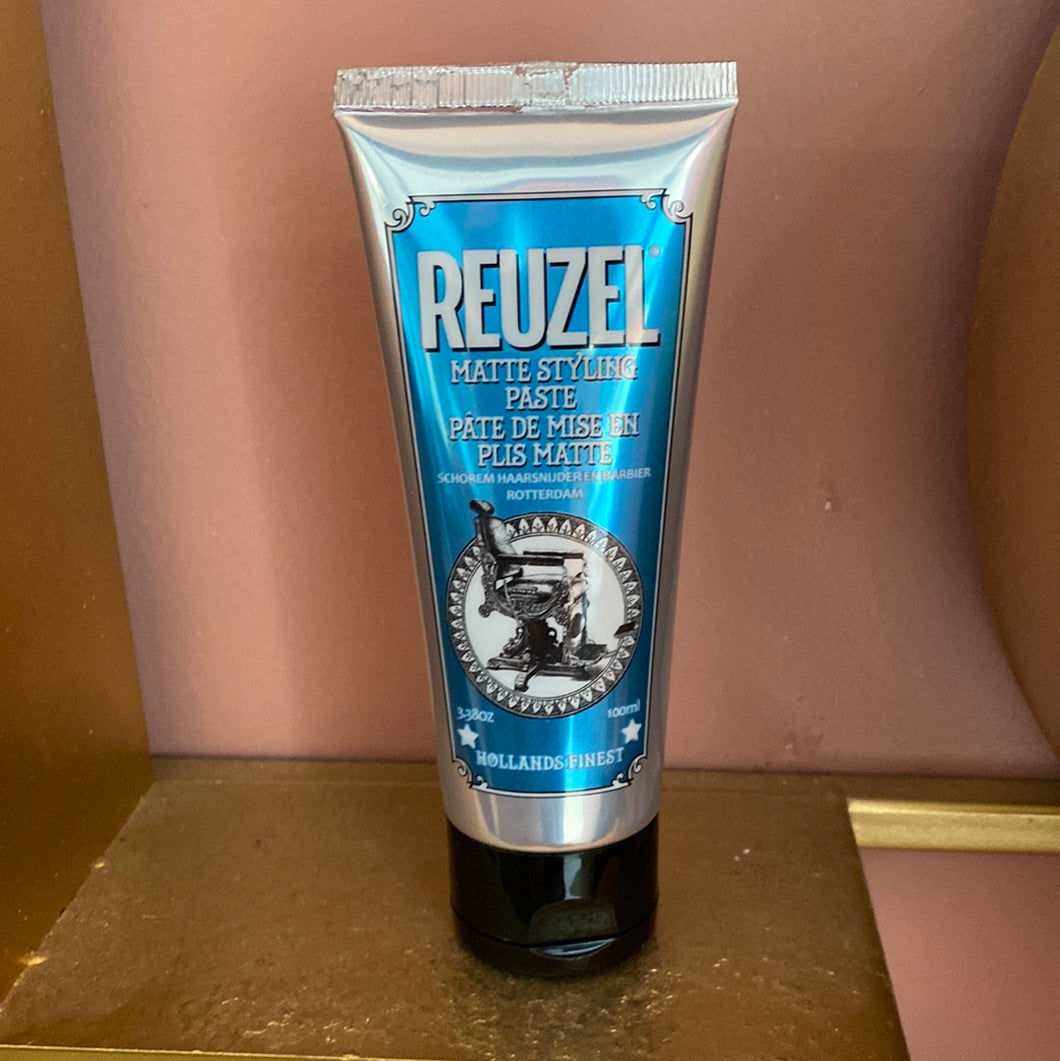 REUZEL®
MATTE STYLING
PASTE
PÂTE DE MISE EN
PLIS MATTE
SCHOREM HAARSNIJDER EN BARBIER
ROTTERDAM
3.38OZ 100ml
HOLLANDS FINEST